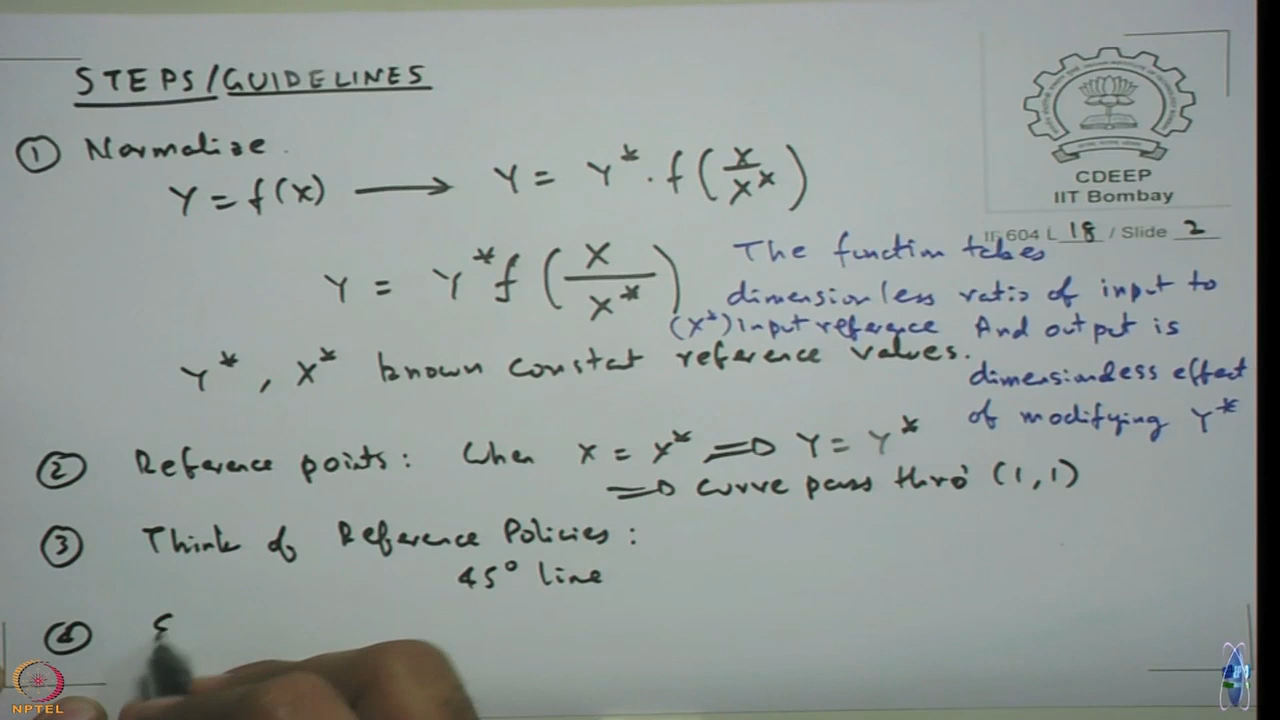 STEPS/GUIDELINES
① Normalize.
Y = f(X) ⟶ Y = Y*. f(X/X*)
Y = Y* f(X/X*)
The function takes
dimensionless ratio of input to
(X*) Input reference And output is
dimensionless effect
of modifying Y*
Y*, X* known constat reference values.
② Reference points: When X = X* ⇒ Y = Y*
⇒ curve pass thro' (1,1)
③ Think of Reference Policies:
45° line
CDEEP
IIT Bombay
IE 604 L 18 / Slide 2
NPTEL